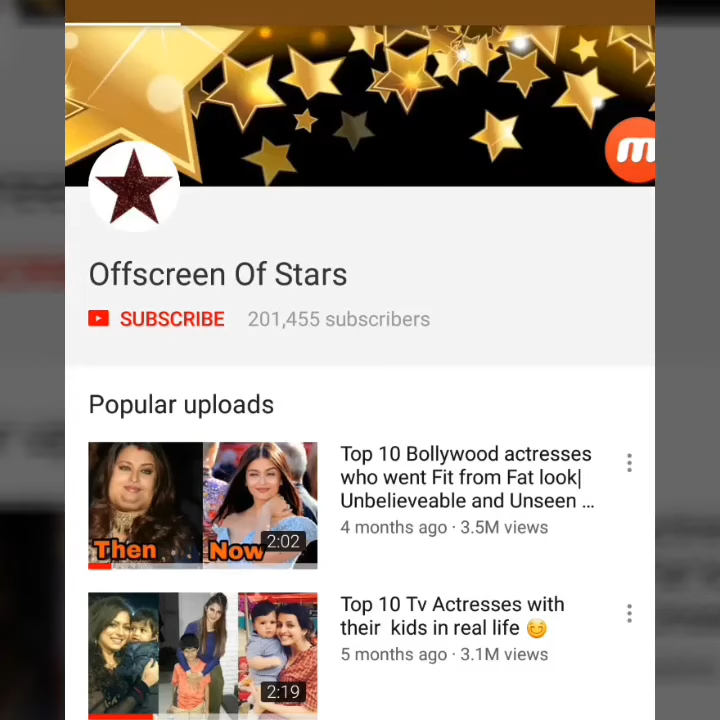 m
Offscreen Of Stars
SUBSCRIBE 201,455 subscribers
Popular uploads
Top 10 Bollywood actresses
who went Fit from Fat look|
Unbelieveable and Unseen ...
4 months ago · 3.5M views
Then Now 2:02
Top 10 Tv Actresses with
their kids in real life 😊
5 months ago · 3.1M views
2:19